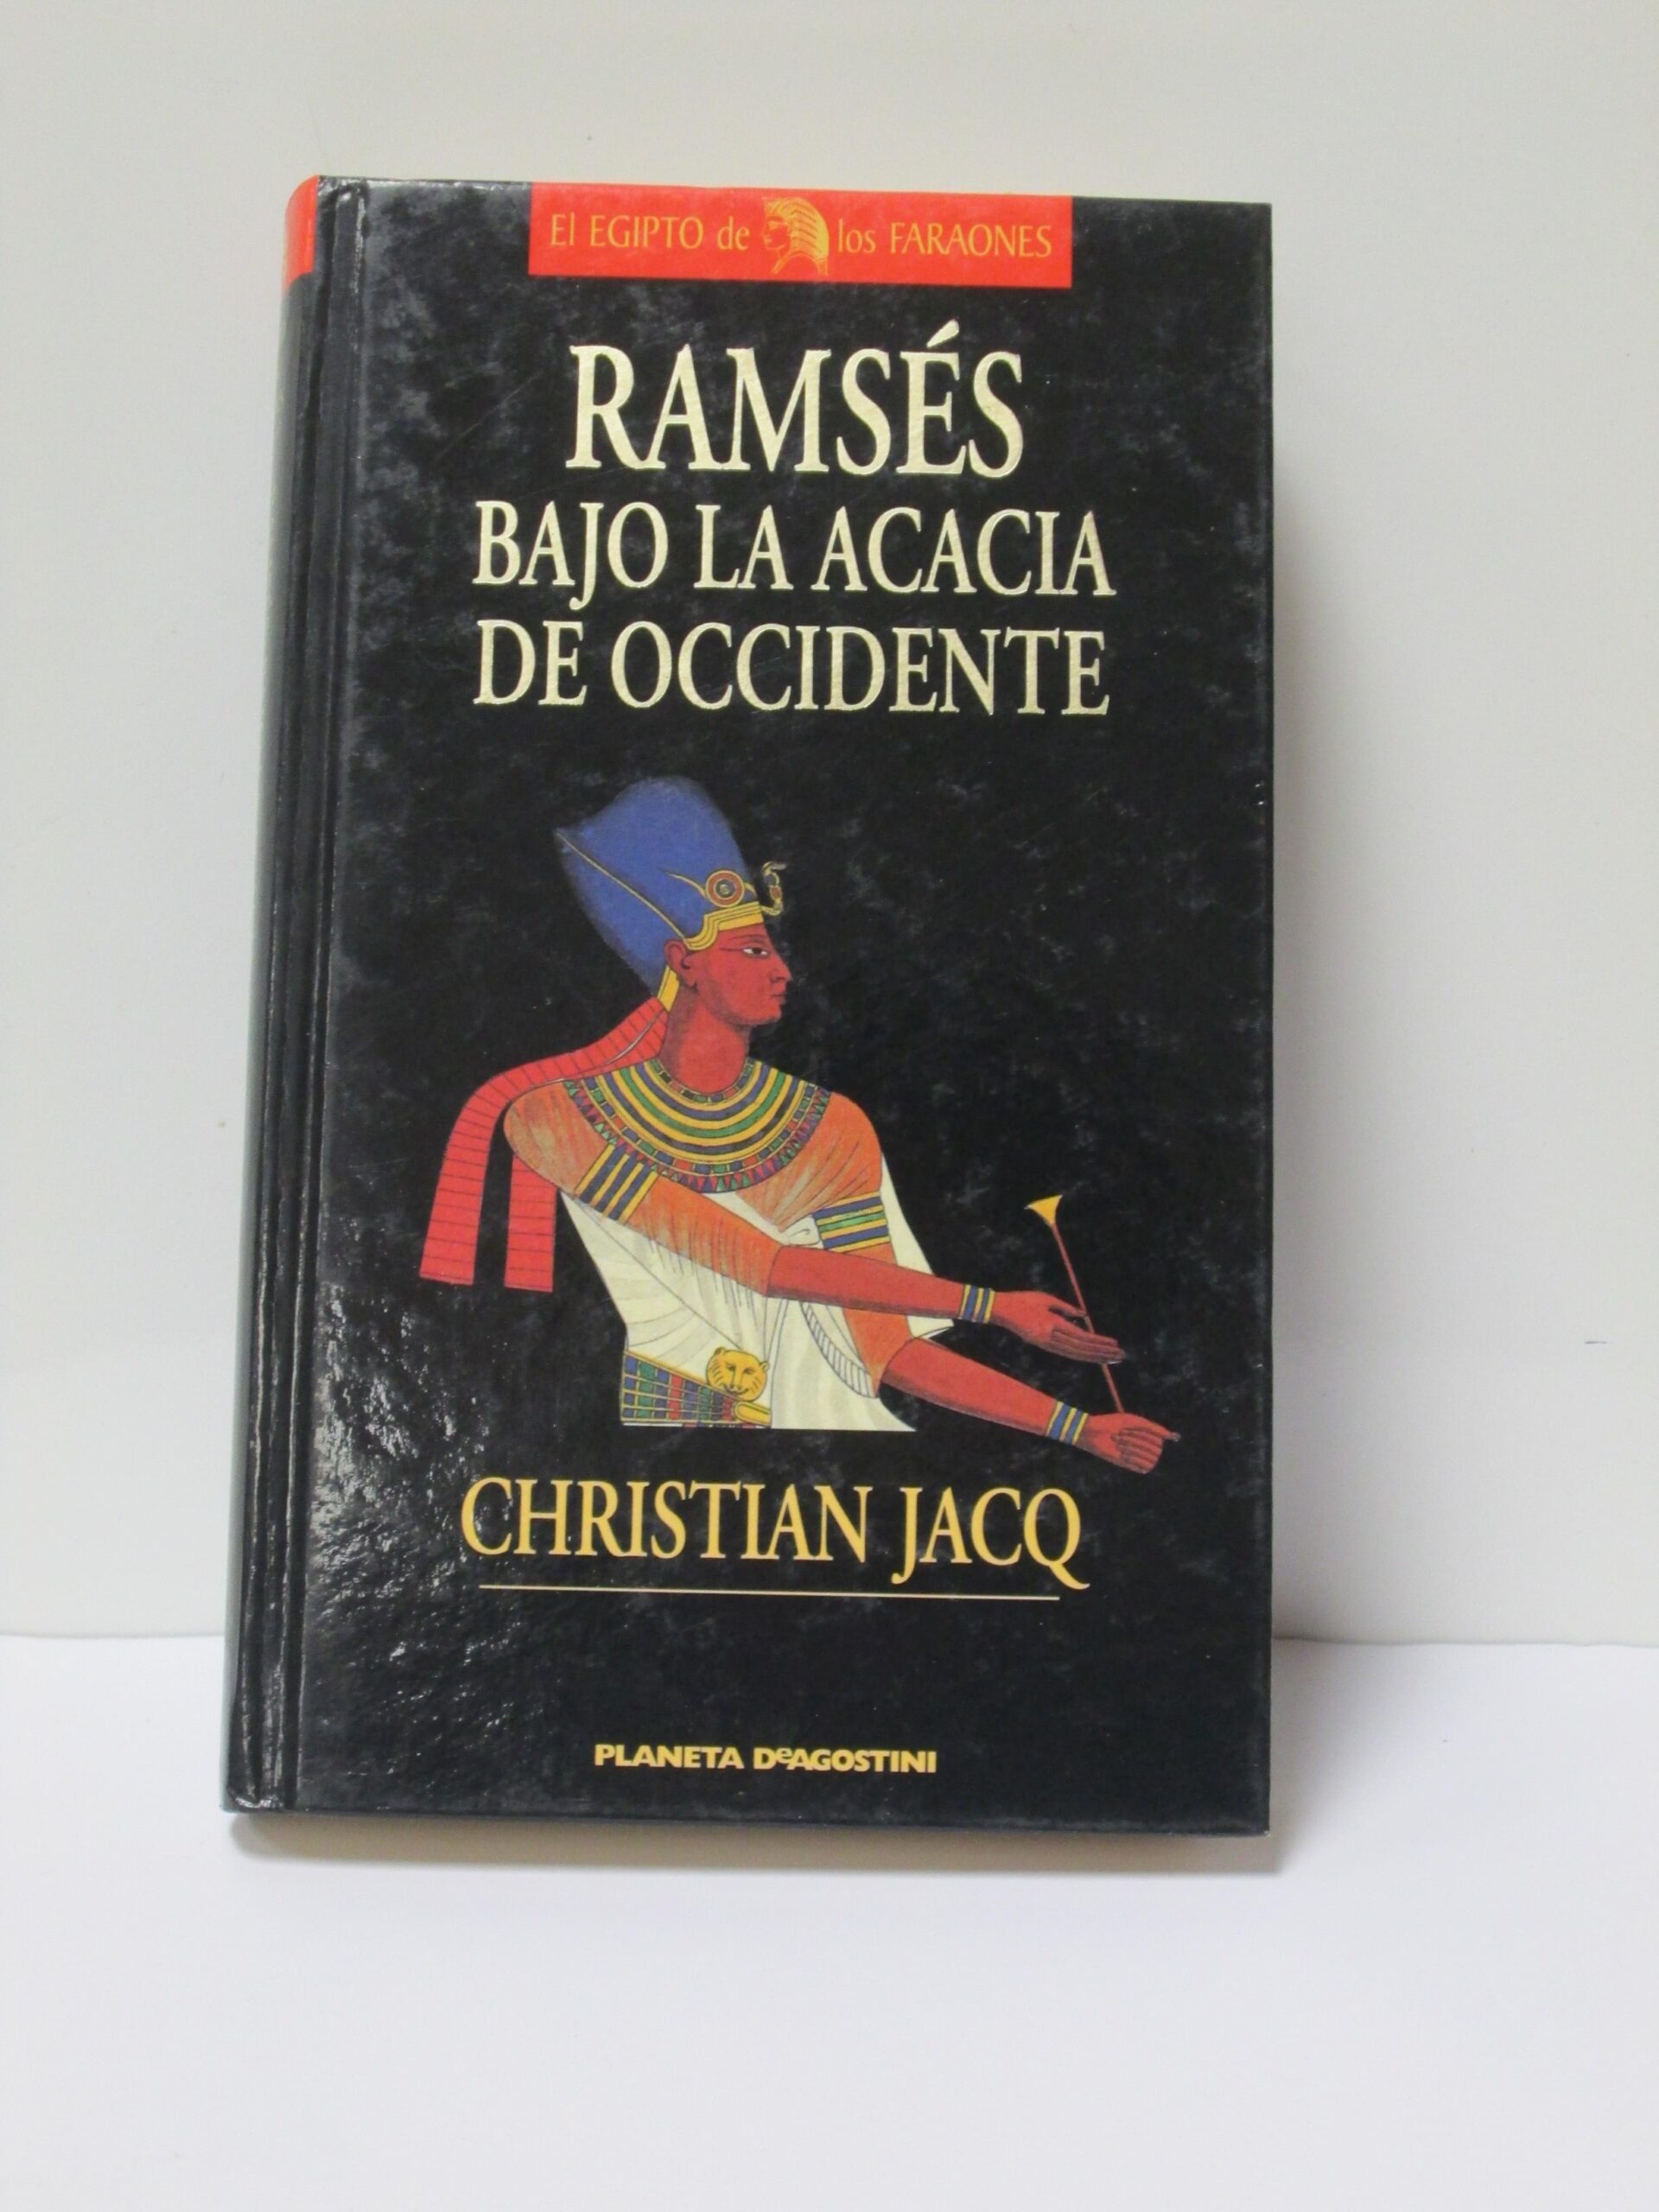 El EGIPTO de los FARAONES
RAMSÉS
BAJO LA ACACIA
DE OCCIDENTE
CHRISTIAN JACQ
PLANETA DeAGOSTINI